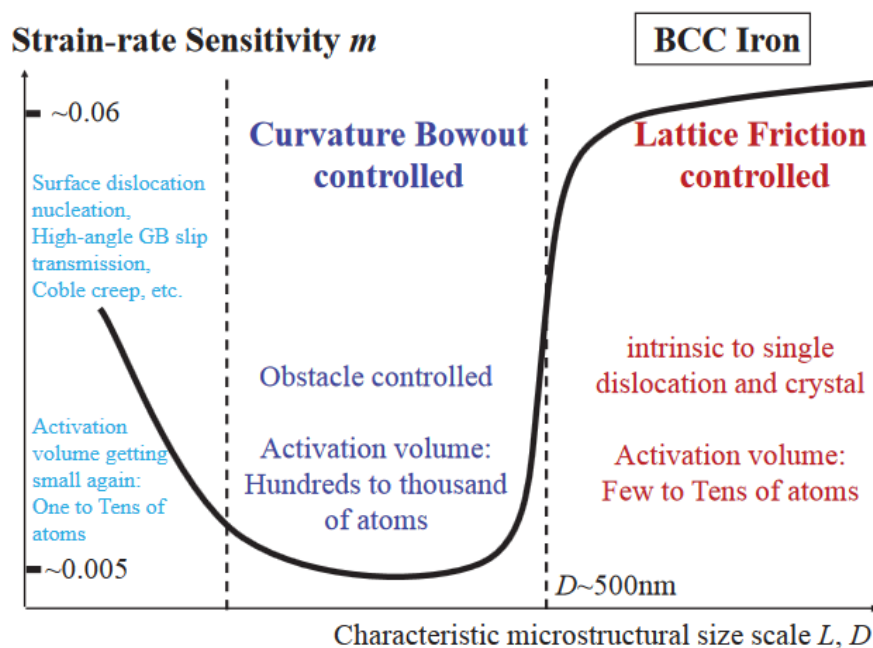 Strain-rate Sensitivity m
BCC Iron
~0.06
Surface dislocation
nucleation,
High-angle GB slip
transmission,
Coble creep, etc.
Activation
volume getting
small again:
One to Tens of
atoms
~0.005
Curvature Bowout
controlled
Obstacle controlled
Activation volume:
Hundreds to thousand
of atoms
Lattice Friction
controlled
intrinsic to single
dislocation and crystal
Activation volume:
Few to Tens of atoms
D~500nm
Characteristic microstructural size scale L, D